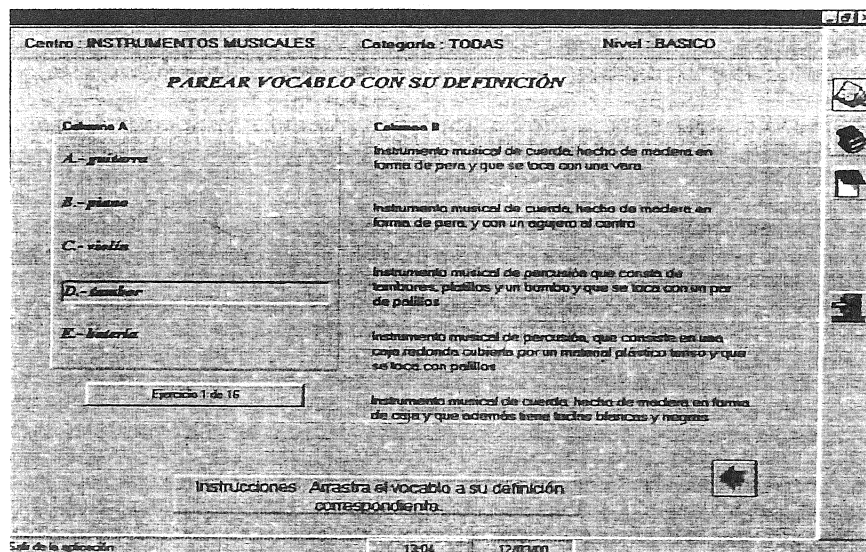 Centro : INSTRUMENTOS MUSICALES Categoria : TODAS Nivel : BASICO
PAREAR VOCABLO CON SU DEFINICIÓN
Columna A
A.- guitarra
B.- piano
C.- violín
D.- tambor
E.- batería
Ejercicio 1 de 16
Columna B
Instrumento musical de cuerda, hecho de madera en
forma de pera y que se toca con una vara
Instrumento musical de cuerda, hecho de madera en
forma de pera, y con un agujero al centro
Instrumento musical de percusión que consta de
tambores, platillos y un bombo y que se toca con un par
de palillos
Instrumento musical de percusión, que consiste en una
caja redonda cubierta por un material plástico tenso y que
se toca con palillos
Instrumento musical de cuerda, hecho de madera en forma
de caja y que además tiene teclas blancas y negras
Instrucciones Arrastra el vocablo a su definición
correspondiente.
Salir de la aplicación 13:04 12/03/00